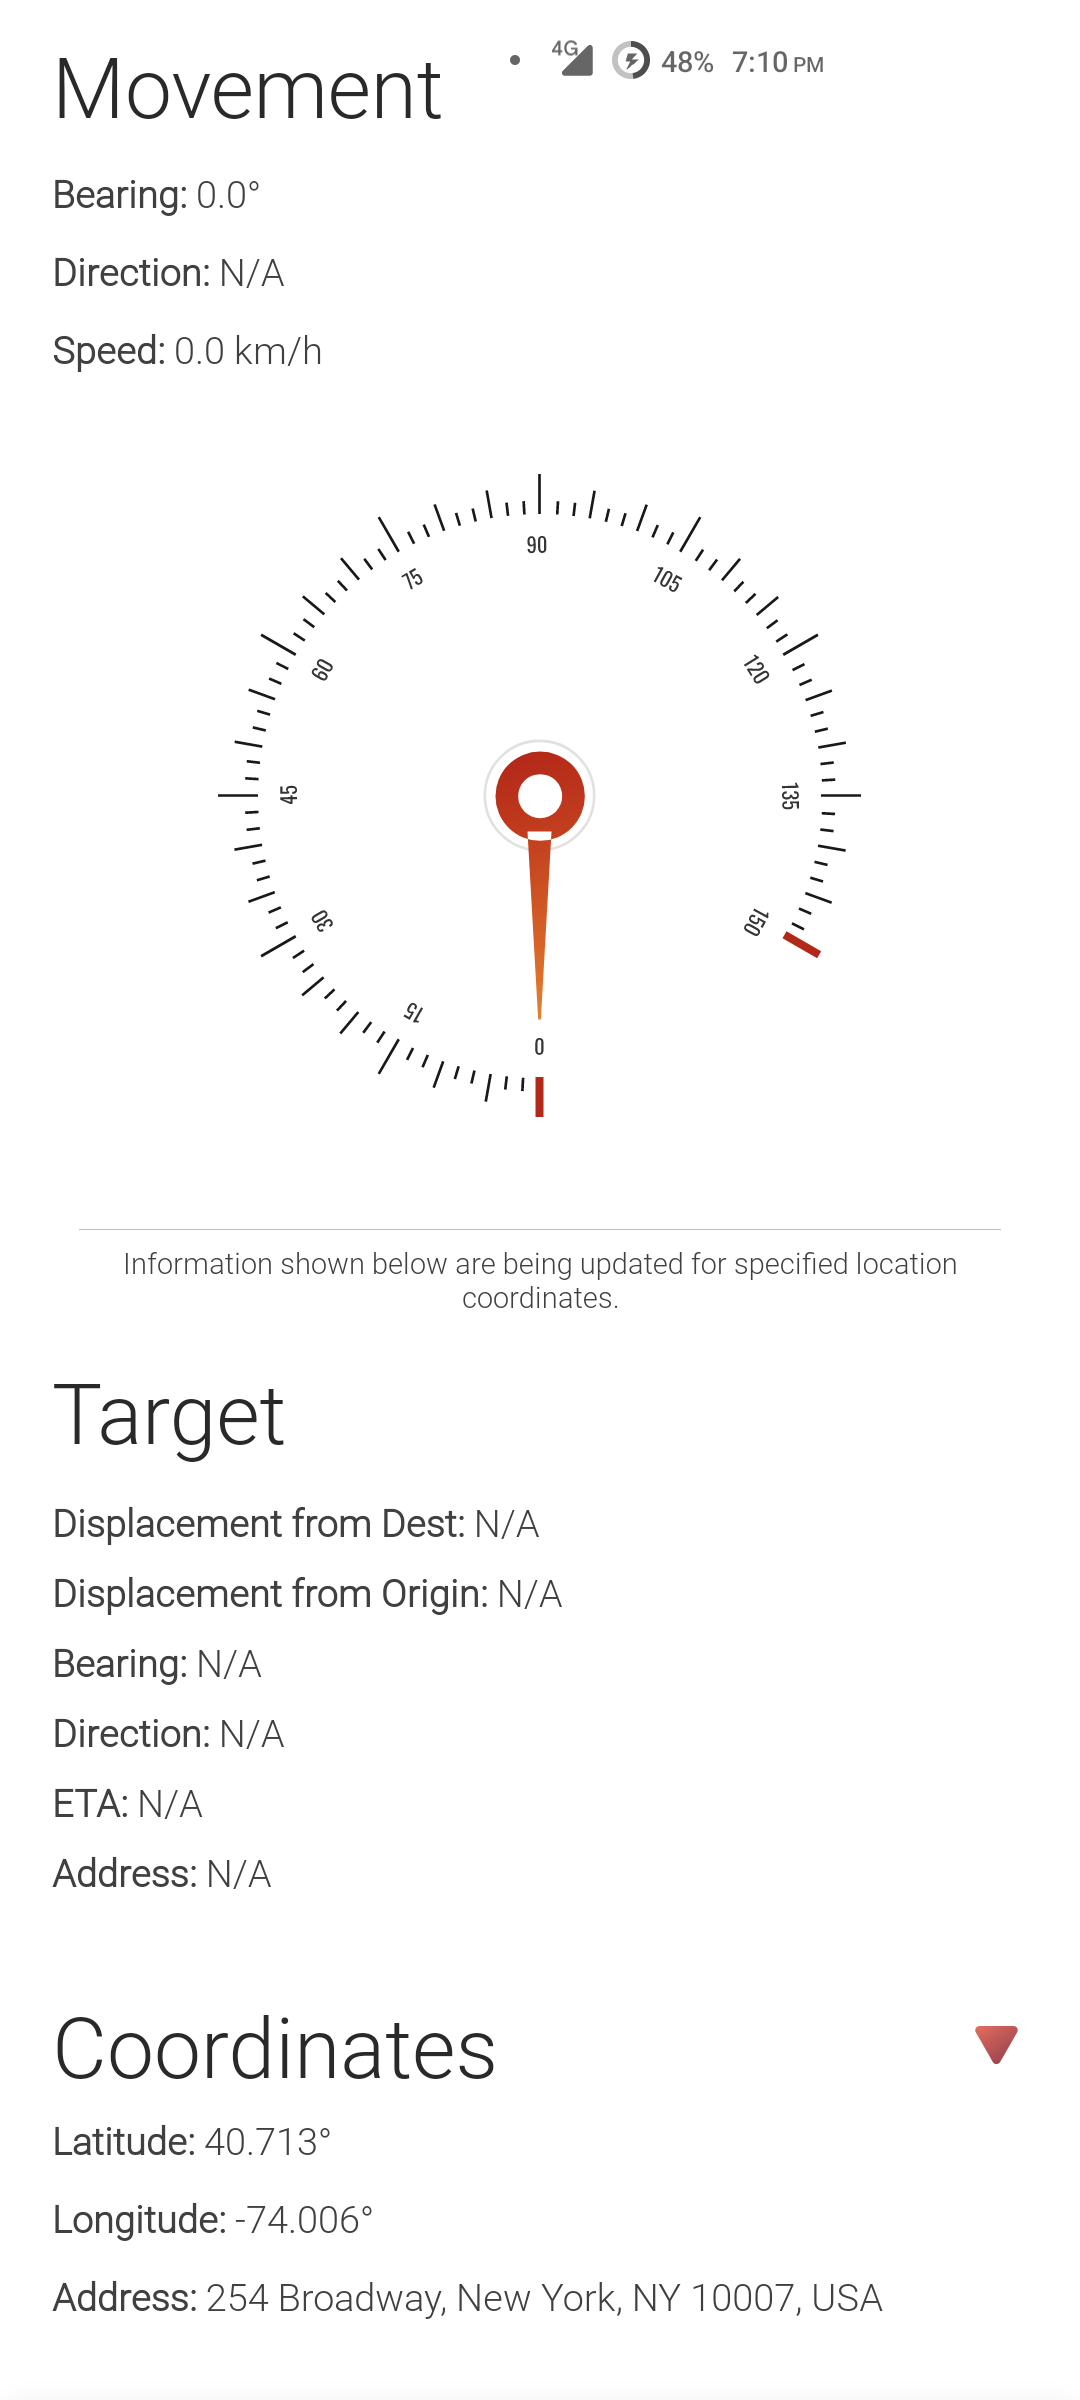 Movement
4G 48% 7:10 PM
Bearing: 0.0°
Direction: N/A
Speed: 0.0 km/h
90
75
105
60
120
45
135
30
150
15
0
Information shown below are being updated for specified location
coordinates.
Target
Displacement from Dest: N/A
Displacement from Origin: N/A
Bearing: N/A
Direction: N/A
ETA: N/A
Address: N/A
Coordinates
Latitude: 40.713°
Longitude: -74.006°
Address: 254 Broadway, New York, NY 10007, USA